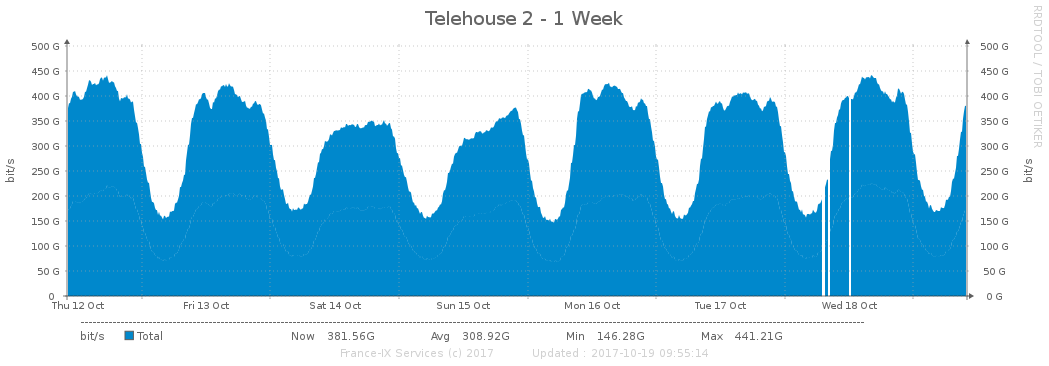 Telehouse 2 - 1 Week
RRDTOOL / TOBI OETIKER
500 G 500 G
450 G 450 G
400 G 400 G
350 G 350 G
300 G 300 G
250 G 250 G
200 G 200 G
150 G 150 G
100 G 100 G
50 G 50 G
0 0 G
bit/s bit/s
Thu 12 Oct Fri 13 Oct Sat 14 Oct Sun 15 Oct Mon 16 Oct Tue 17 Oct Wed 18 Oct
bit/s Total Now 381.56G Avg 308.92G Min 146.28G Max 441.21G
France-IX Services (c) 2017 Updated : 2017-10-19 09:55:14